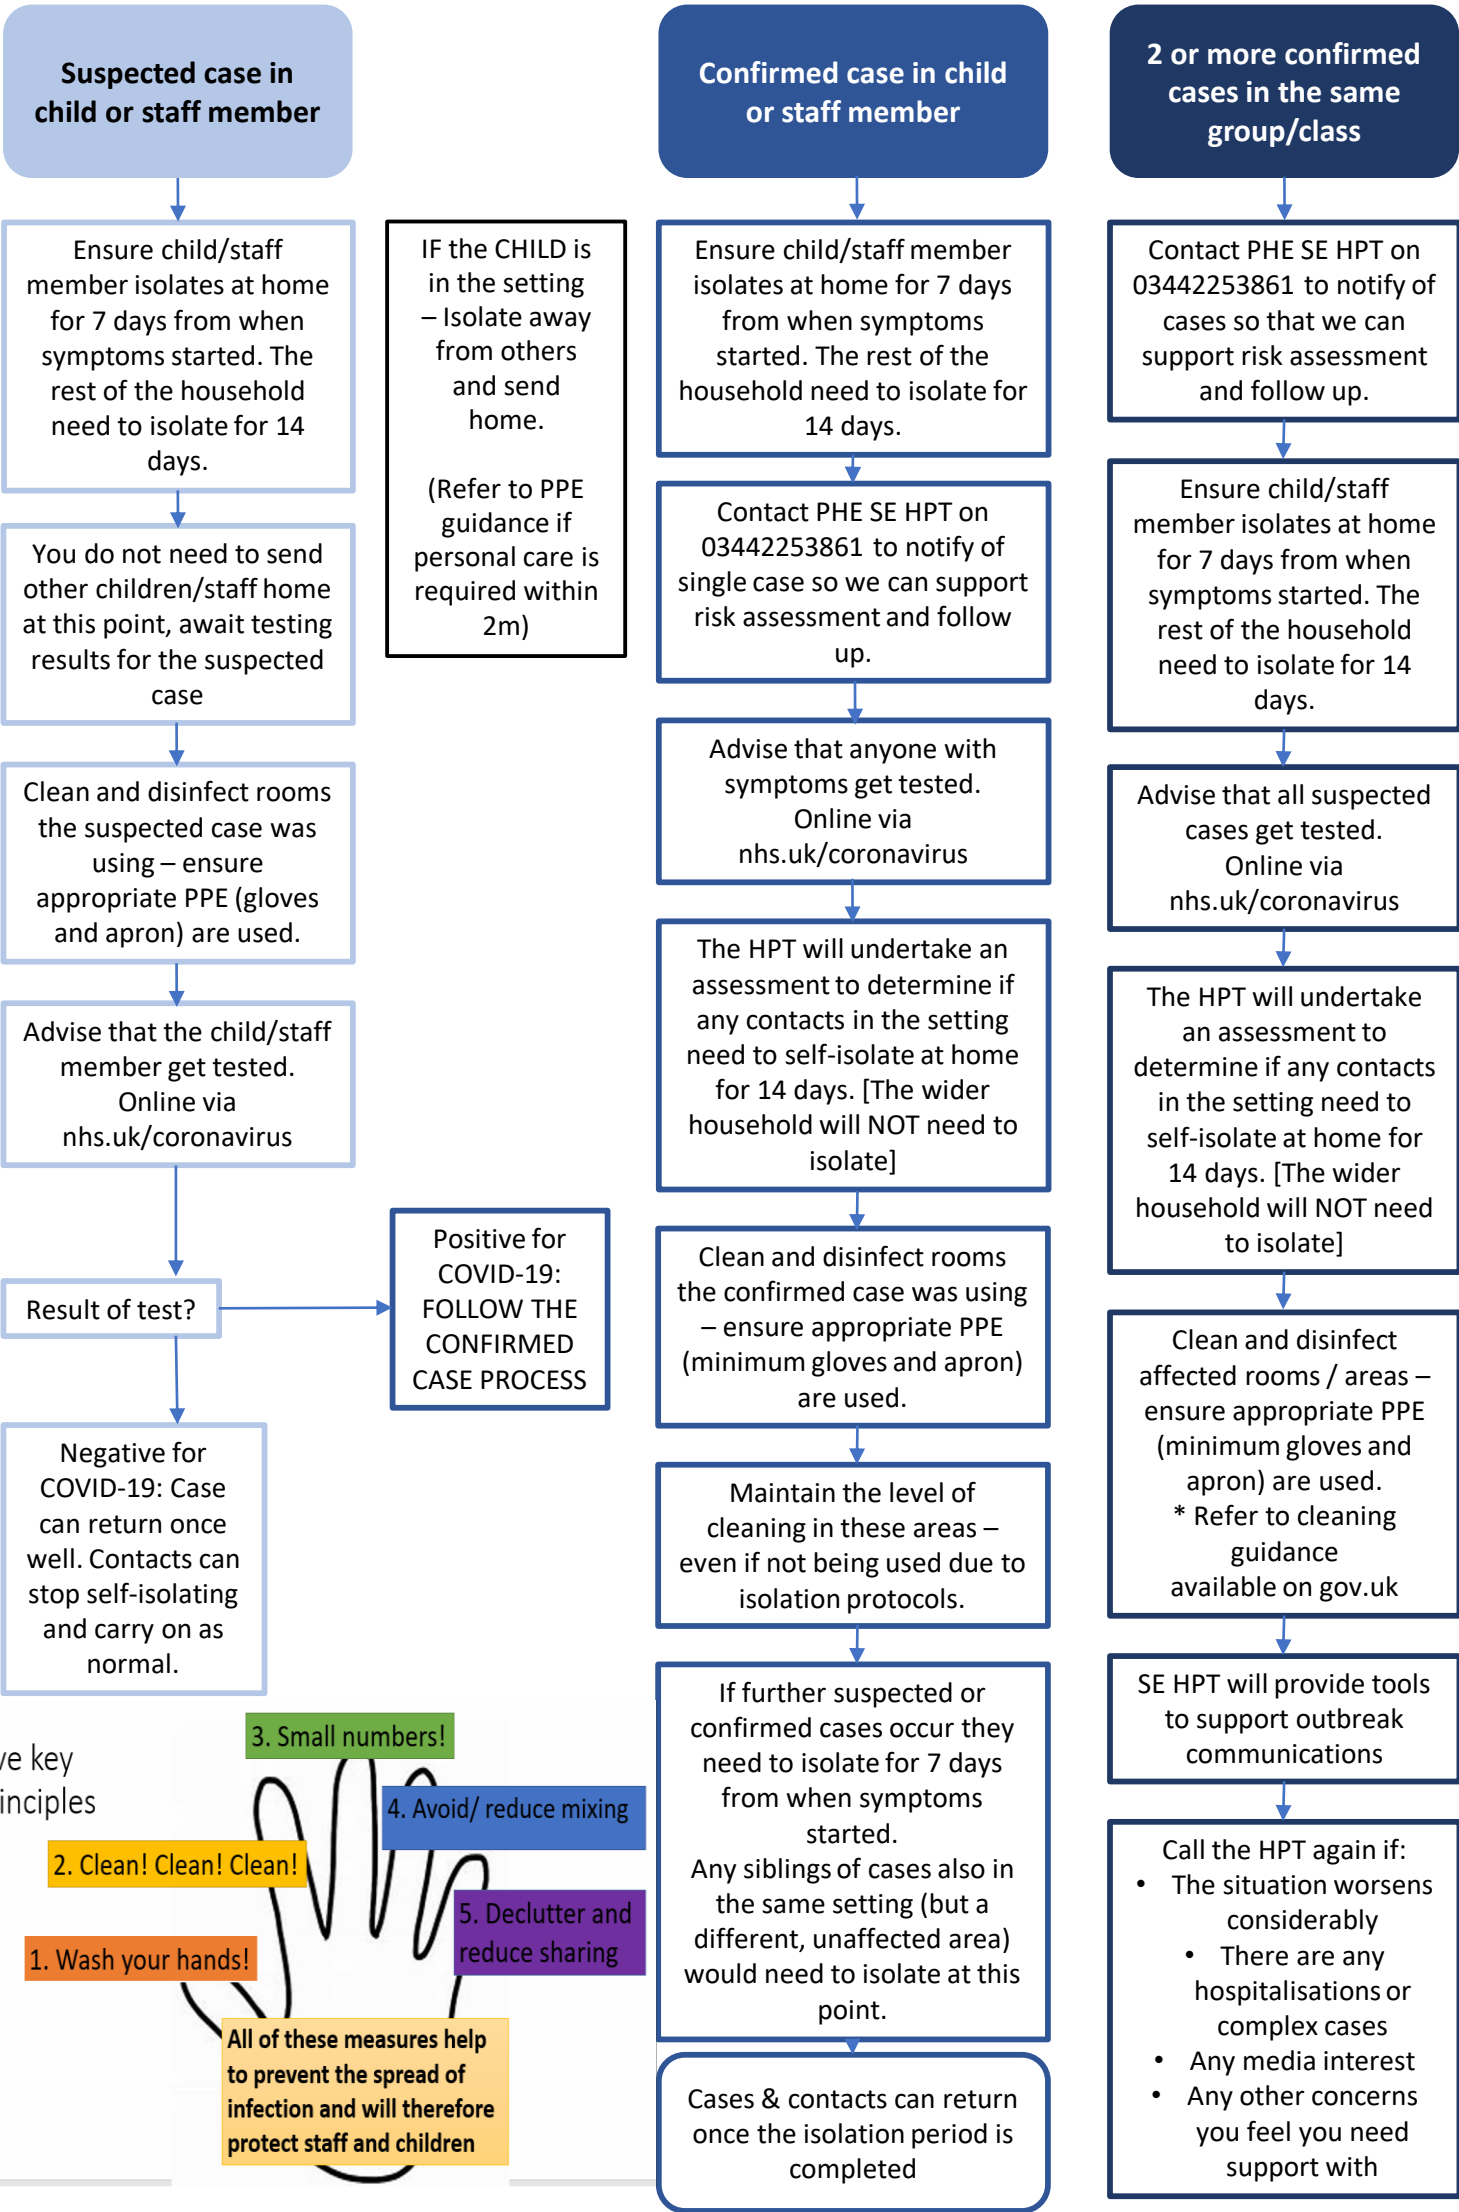 Suspected case in
child or staff member
Ensure child/staff
member isolates at home
for 7 days from when
symptoms started. The
rest of the household
need to isolate for 14
days.
You do not need to send
other children/staff home
at this point, await testing
results for the suspected
case
Clean and disinfect rooms
the suspected case was
using – ensure
appropriate PPE (gloves
and apron) are used.
Advise that the child/staff
member get tested.
Online via
nhs.uk/coronavirus
Result of test?
Negative for
COVID-19: Case
can return once
well. Contacts can
stop self-isolating
and carry on as
normal.
IF the CHILD is
in the setting
– Isolate away
from others
and send
home.
(Refer to PPE
guidance if
personal care is
required within
2m)
Positive for
COVID-19:
FOLLOW THE
CONFIRMED
CASE PROCESS
Confirmed case in child
or staff member
Ensure child/staff member
isolates at home for 7 days
from when symptoms
started. The rest of the
household need to isolate for
14 days.
Contact PHE SE HPT on
03442253861 to notify of
single case so we can support
risk assessment and follow
up.
Advise that anyone with
symptoms get tested.
Online via
nhs.uk/coronavirus
The HPT will undertake an
assessment to determine if
any contacts in the setting
need to self-isolate at home
for 14 days. [The wider
household will NOT need to
isolate]
Clean and disinfect rooms
the confirmed case was using
– ensure appropriate PPE
(minimum gloves and apron)
are used.
Maintain the level of
cleaning in these areas –
even if not being used due to
isolation protocols.
If further suspected or
confirmed cases occur they
need to isolate for 7 days
from when symptoms
started.
Any siblings of cases also in
the same setting (but a
different, unaffected area)
would need to isolate at this
point.
Cases & contacts can return
once the isolation period is
completed
2 or more confirmed
cases in the same
group/class
Contact PHE SE HPT on
03442253861 to notify of
cases so that we can
support risk assessment
and follow up.
Ensure child/staff
member isolates at home
for 7 days from when
symptoms started. The
rest of the household
need to isolate for 14
days.
Advise that all suspected
cases get tested.
Online via
nhs.uk/coronavirus
The HPT will undertake
an assessment to
determine if any contacts
in the setting need to
self-isolate at home for
14 days. [The wider
household will NOT need
to isolate]
Clean and disinfect
affected rooms / areas –
ensure appropriate PPE
(minimum gloves and
apron) are used.
* Refer to cleaning
guidance
available on gov.uk
SE HPT will provide tools
to support outbreak
communications
Call the HPT again if:
• The situation worsens
considerably
• There are any
hospitalisations or
complex cases
• Any media interest
• Any other concerns
you feel you need
support with
ve key
inciples
3. Small numbers!
4. Avoid/ reduce mixing
2. Clean! Clean! Clean!
5. Declutter and
reduce sharing
1. Wash your hands!
All of these measures help
to prevent the spread of
infection and will therefore
protect staff and children